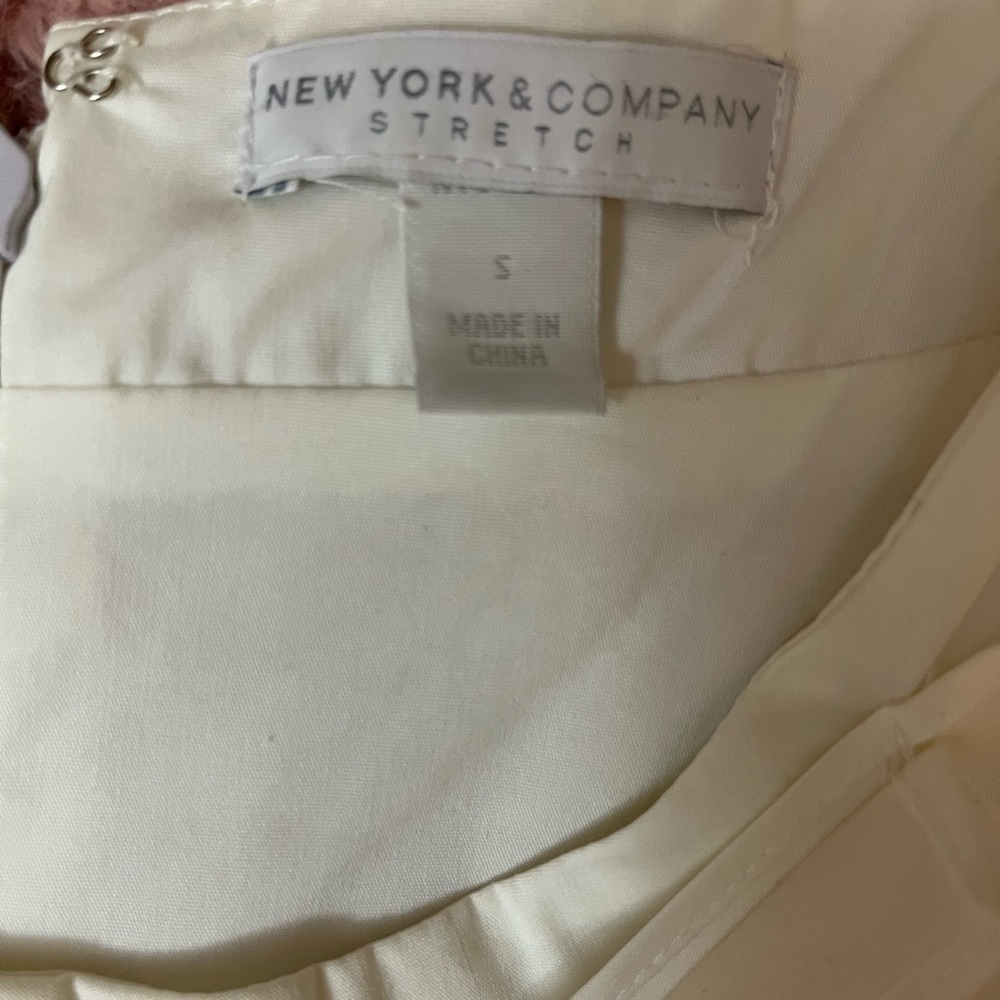 NEW YORK & COMPANY
STRETCH
S
MADE IN
CHINA